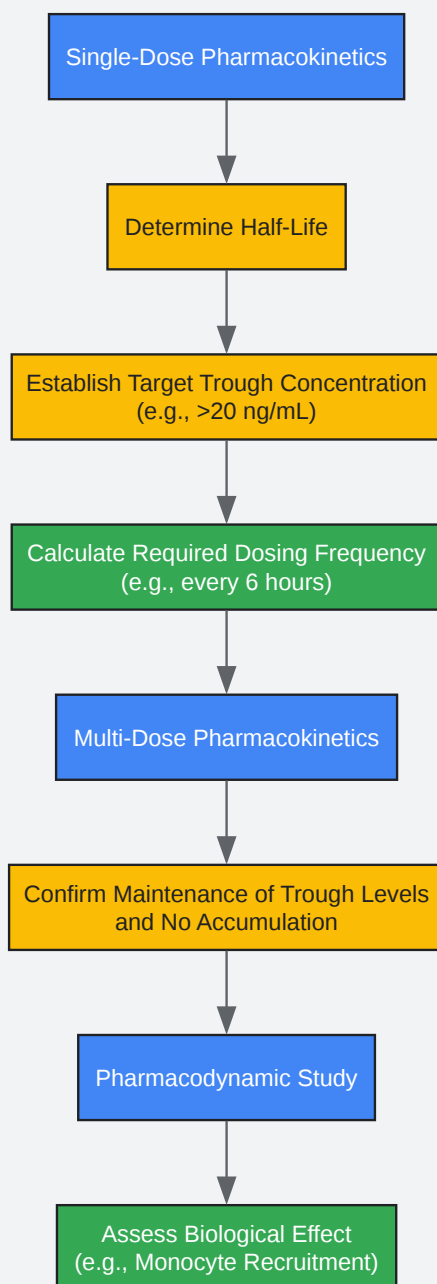 Single-Dose Pharmacokinetics
Determine Half-Life
Establish Target Trough Concentration
(e.g., >20 ng/mL)
Calculate Required Dosing Frequency
(e.g., every 6 hours)
Multi-Dose Pharmacokinetics
Confirm Maintenance of Trough Levels
and No Accumulation
Pharmacodynamic Study
Assess Biological Effect
(e.g., Monocyte Recruitment)